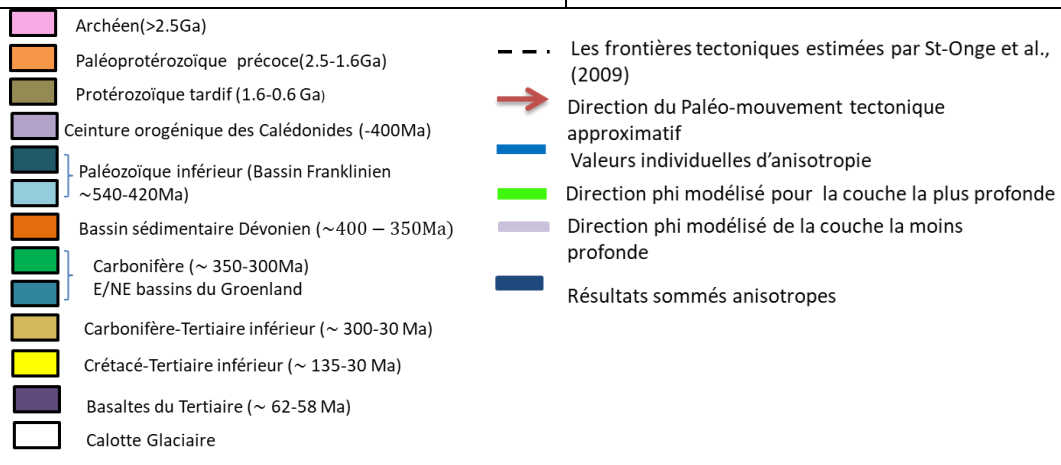 Archéen(>2.5Ga)
Paléoprotérozoïque précoce(2.5-1.6Ga)
Protérozoïque tardif (1.6-0.6 Ga)
Ceinture orogénique des Calédonides (-400Ma)
Paléozoïque inférieur (Bassin Franklinien
~540-420Ma)
Bassin sédimentaire Dévonien (~400 − 350Ma)
Carbonifère (~ 350-300Ma)
E/NE bassins du Groenland
Carbonifère-Tertiaire inférieur (~ 300-30 Ma)
Crétacé-Tertiaire inférieur (~ 135-30 Ma)
Basaltes du Tertiaire (~ 62-58 Ma)
Calotte Glaciaire
Les frontières tectoniques estimées par St-Onge et al.,
(2009)
Direction du Paléo-mouvement tectonique
approximatif
Valeurs individuelles d’anisotropie
Direction phi modélisé pour la couche la plus profonde
Direction phi modélisé de la couche la moins
profonde
Résultats sommés anisotropes